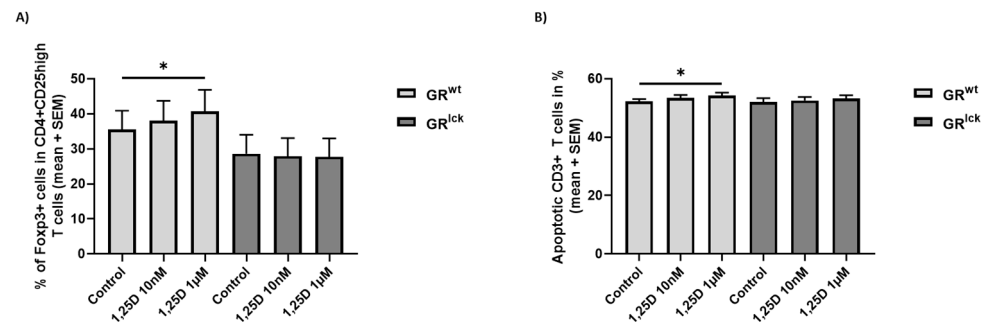 A)
% of Foxp3+ cells in CD4+CD25high
T cells (mean + SEM)
50
40
30
20
10
0
*
Control
1,25D 10nM
1,25D 1µM
Control
1,25D 10nM
1,25D 1µM
GRwt
GRlck
B)
Apoptotic CD3+ T cells in %
(mean + SEM)
60
40
20
0
*
Control
1,25D 10nM
1,25D 1µM
Control
1,25D 10nM
1,25D 1µM
GRwt
GRlck